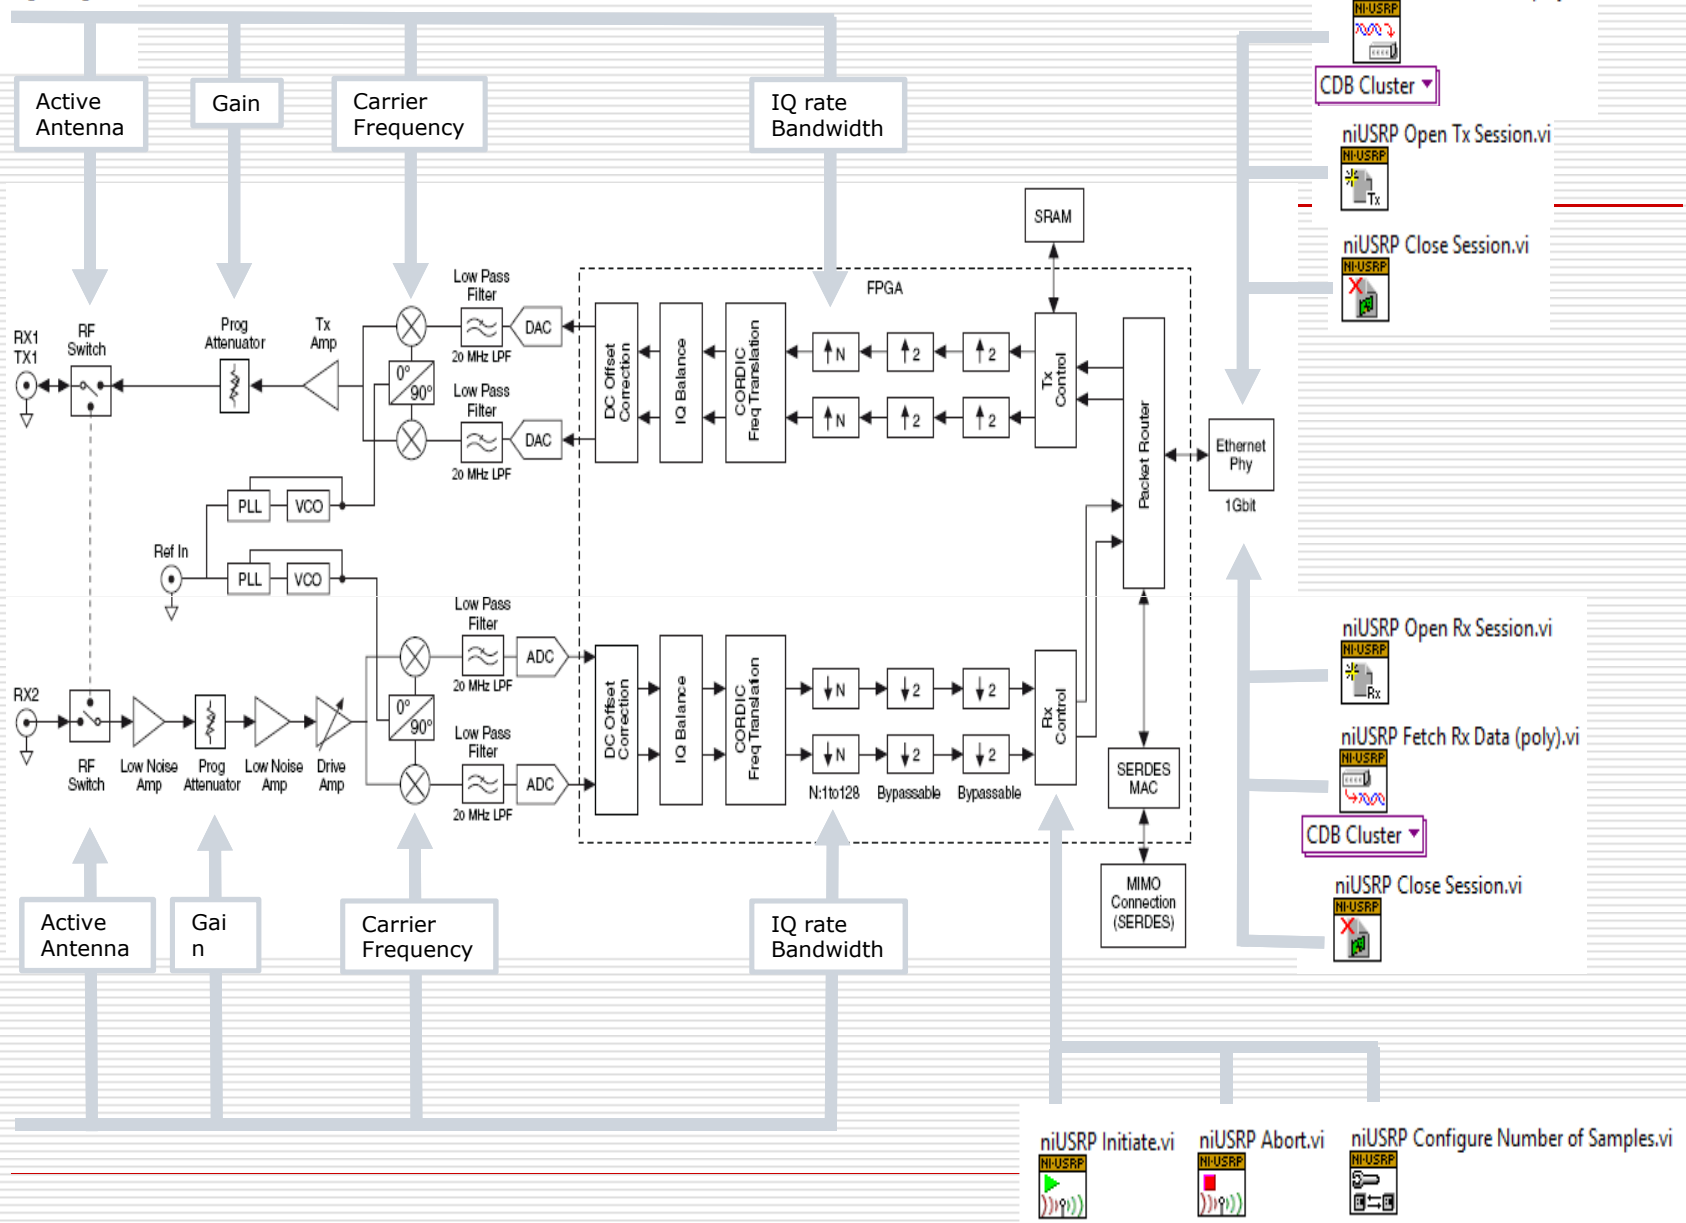 NI-USRP
CDB Cluster
niUSRP Open Tx Session.vi
NI-USRP
Tx
niUSRP Close Session.vi
NI-USRP
Active
Antenna
Gain
Carrier
Frequency
IQ rate
Bandwidth
SRAM
FPGA
RX1
TX1
RF
Switch
Prog
Attenuator
Tx
Amp
0°
90°
Low Pass
Filter
20 MHz LPF
DAC
Low Pass
Filter
20 MHz LPF
DAC
DC Offset
Correction
IQ Balance
CORDIC
Freq Translation
N
2
2
N
2
2
Tx
Control
Packet Router
Ethernet
Phy
1Gbit
PLL
VCO
Ref In
PLL
VCO
RX2
RF
Switch
Low Noise
Amp
Prog
Attenuator
Low Noise
Amp
Drive
Amp
0°
90°
Low Pass
Filter
20 MHz LPF
ADC
Low Pass
Filter
20 MHz LPF
ADC
DC Offset
Correction
IQ Balance
CORDIC
Freq Translation
N
2
2
N
2
2
N:1to128
Bypassable
Bypassable
Rx
Control
SERDES
MAC
MIMO
Connection
(SERDES)
niUSRP Open Rx Session.vi
NI-USRP
Rx
niUSRP Fetch Rx Data (poly).vi
NI-USRP
CDB Cluster
niUSRP Close Session.vi
NI-USRP
Active
Antenna
Gai
n
Carrier
Frequency
IQ rate
Bandwidth
niUSRP Initiate.vi
NI-USRP
niUSRP Abort.vi
NI-USRP
niUSRP Configure Number of Samples.vi
NI-USRP